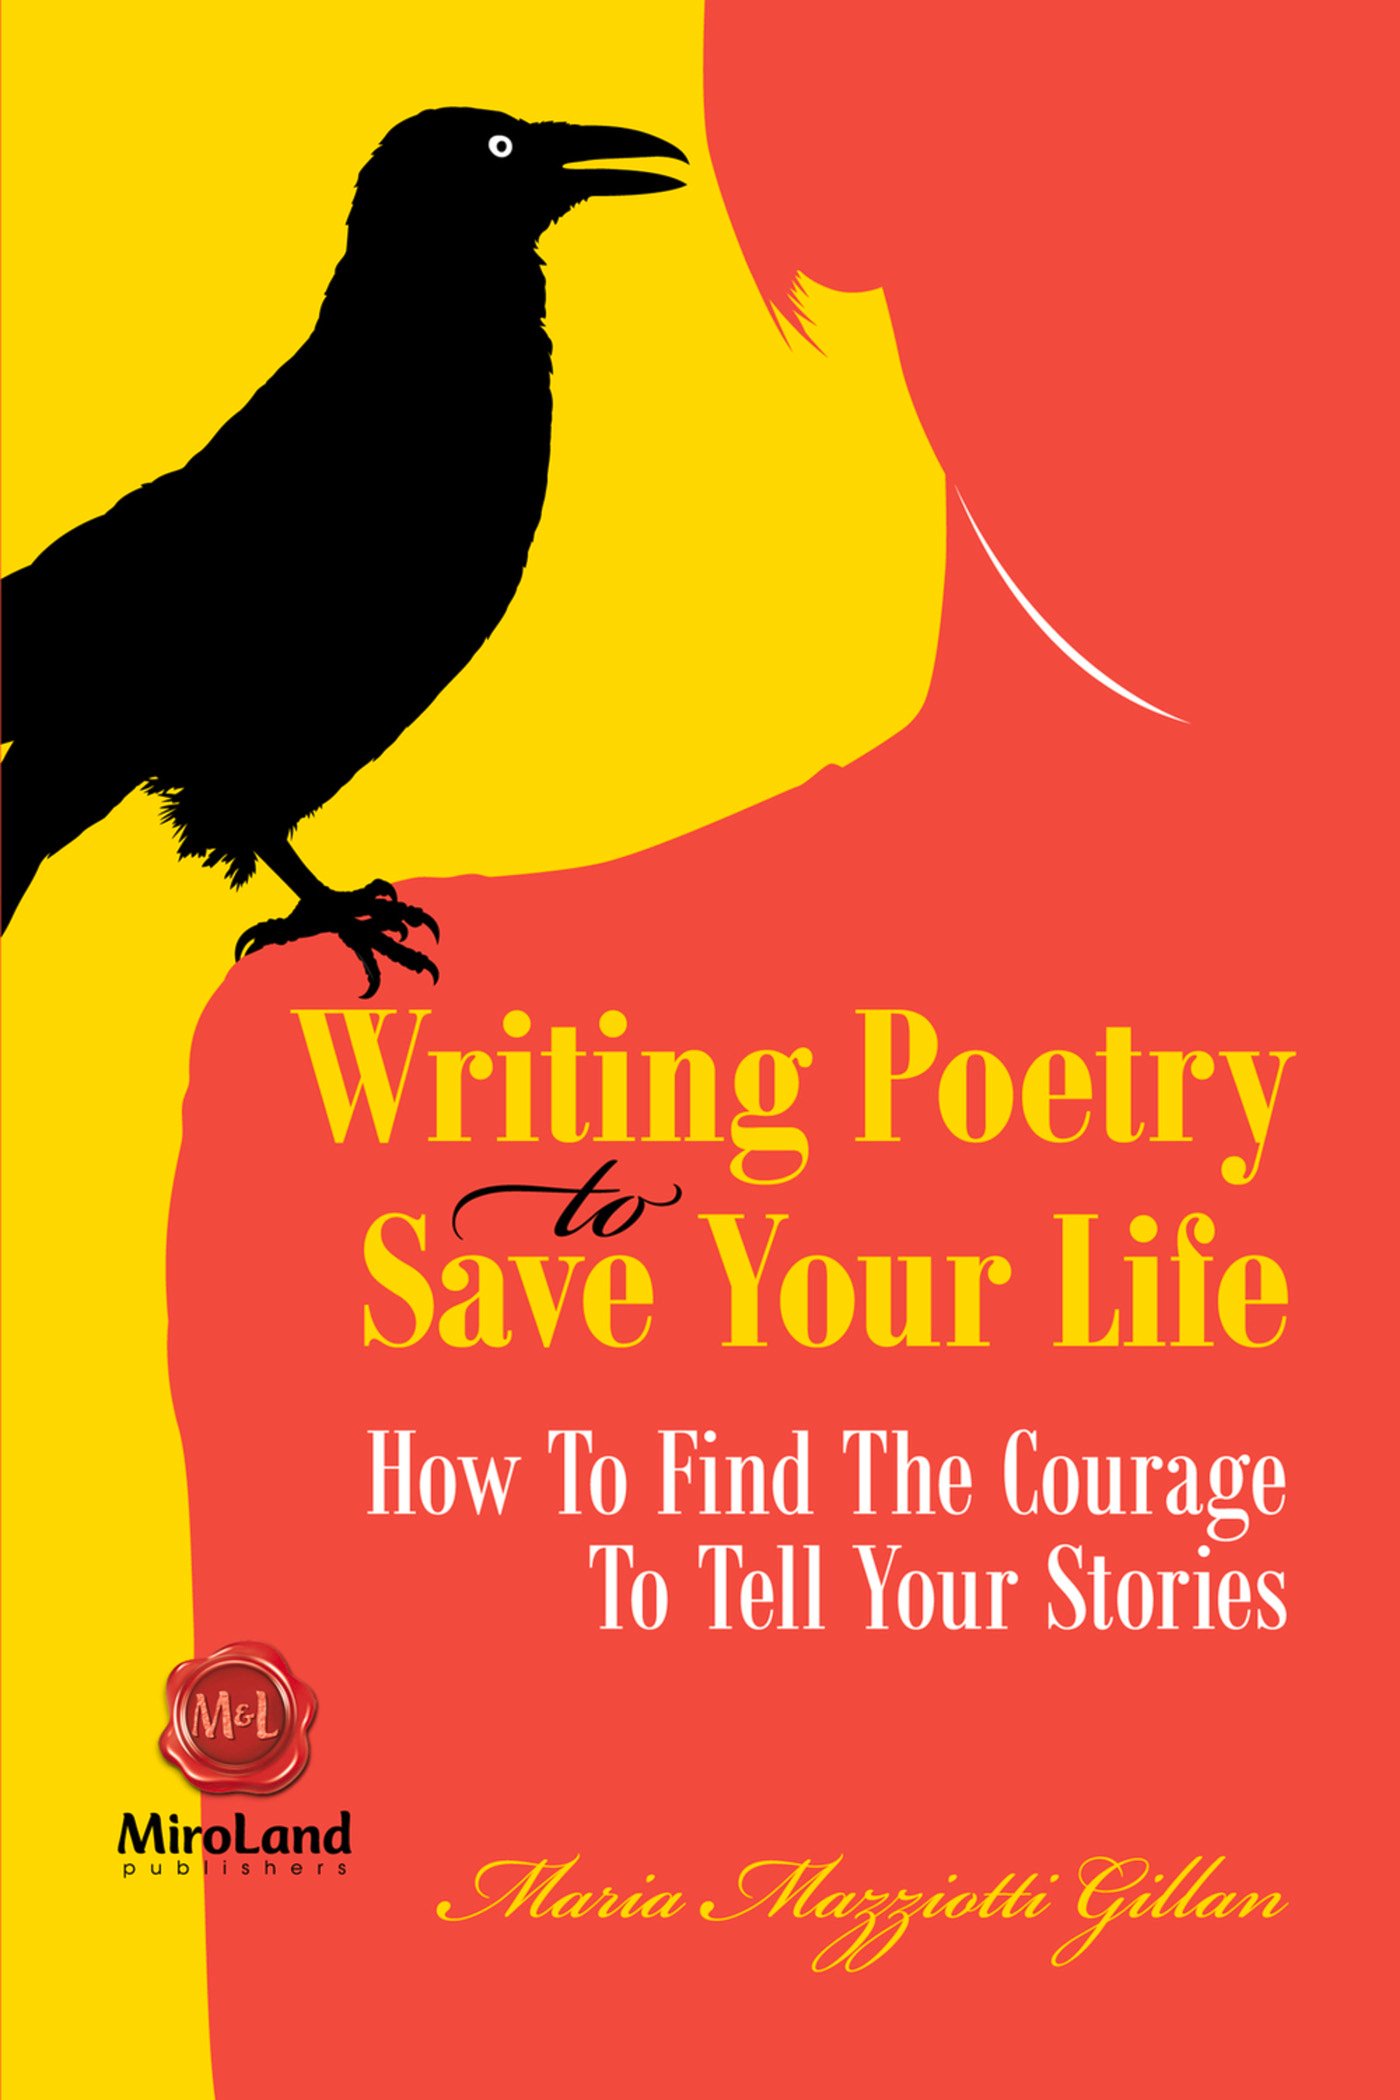 Writing Poetry
to
Save Your Life
How To Find The Courage
To Tell Your Stories
M&L
MiroLand
publishers
Maria Mazziotti Gillan